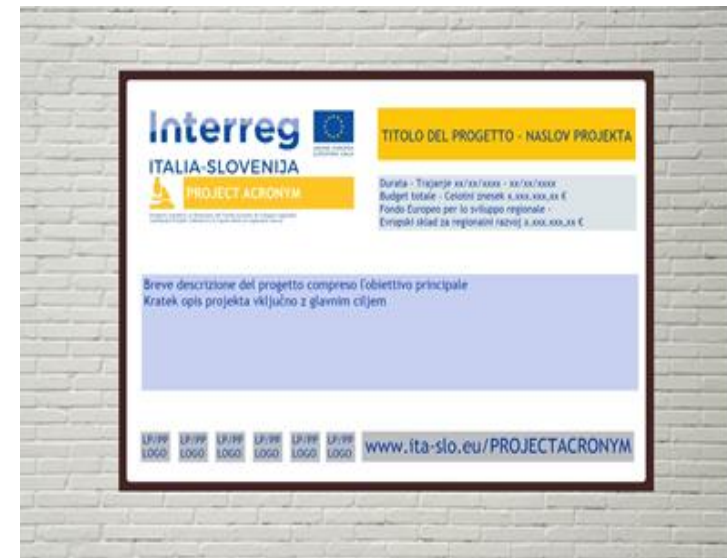 Interreg
ITALIA-SLOVENIJA
PROJECT ACRONYM
TITOLO DEL PROGETTO - NASLOV PROJEKTA
Durata - Trajanje xx/xx/xxxx - xx/xx/xxxx
Budget totale - Celotni znesek x.xxx.xxx,xx €
Fondo Europeo per lo sviluppo regionale -
Evropski sklad za regionalni razvoj x.xxx.xxx,xx €
Breve descrizione del progetto compreso l'obiettivo principale
Kratek opis projekta vključno z glavnim ciljem
LP/PP LP/PP LP/PP LP/PP LP/PP LP/PP
LOGO LOGO LOGO LOGO LOGO LOGO
www.ita-slo.eu/PROJECTACRONYM